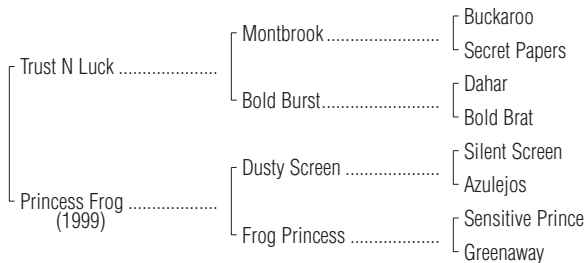 Buckaroo
Montbrook
Secret Papers
Trust N Luck
Dahar
Bold Burst
Bold Brat
Silent Screen
Dusty Screen
Azulejos
Princess Frog
(1999)
Sensitive Prince
Frog Princess
Greenaway